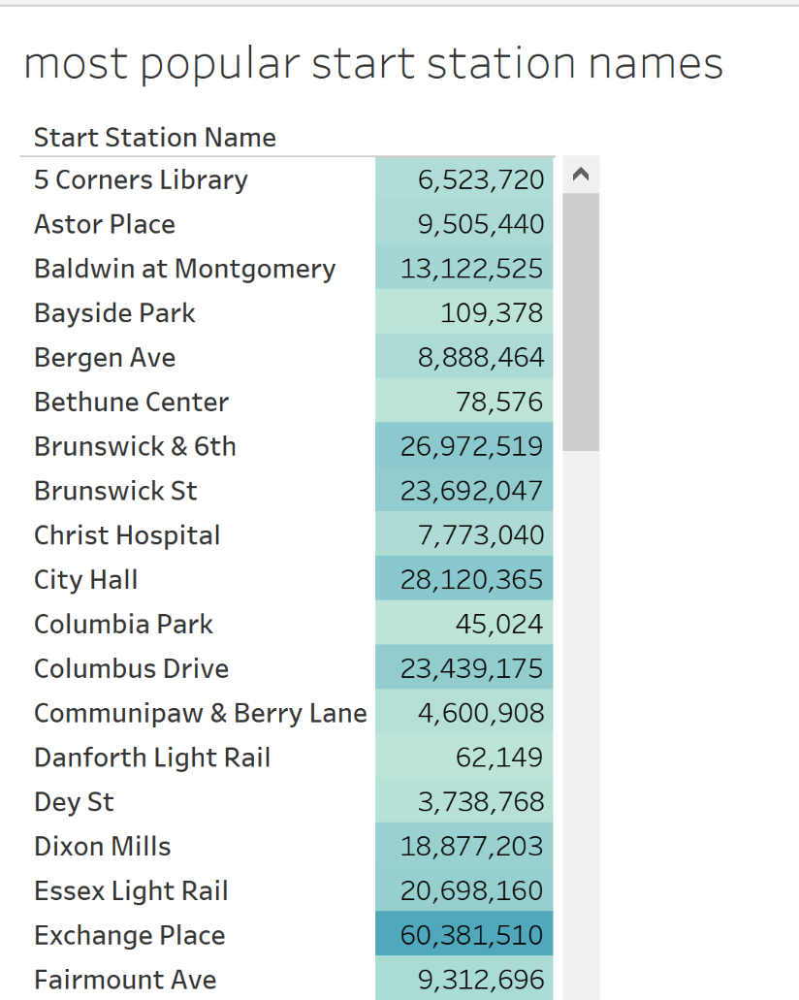 most popular start station names
Start Station Name
5 Corners Library 6,523,720
Astor Place 9,505,440
Baldwin at Montgomery 13,122,525
Bayside Park 109,378
Bergen Ave 8,888,464
Bethune Center 78,576
Brunswick & 6th 26,972,519
Brunswick St 23,692,047
Christ Hospital 7,773,040
City Hall 28,120,365
Columbia Park 45,024
Columbus Drive 23,439,175
Communipaw & Berry Lane 4,600,908
Danforth Light Rail 62,149
Dey St 3,738,768
Dixon Mills 18,877,203
Essex Light Rail 20,698,160
Exchange Place 60,381,510
Fairmount Ave 9,312,696